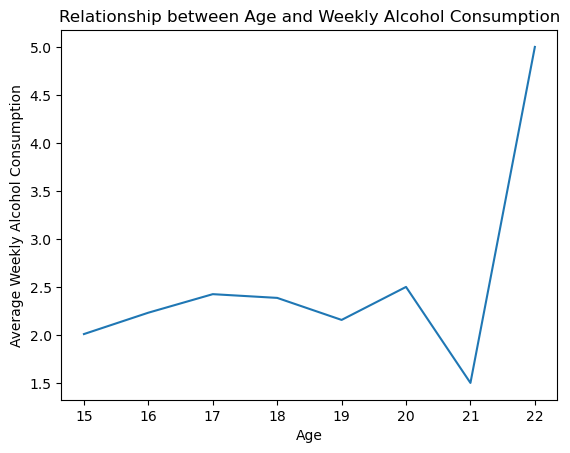 Relationship between Age and Weekly Alcohol Consumption
Average Weekly Alcohol Consumption
5.0
4.5
4.0
3.5
3.0
2.5
2.0
1.5
15 16 17 18 19 20 21 22
Age